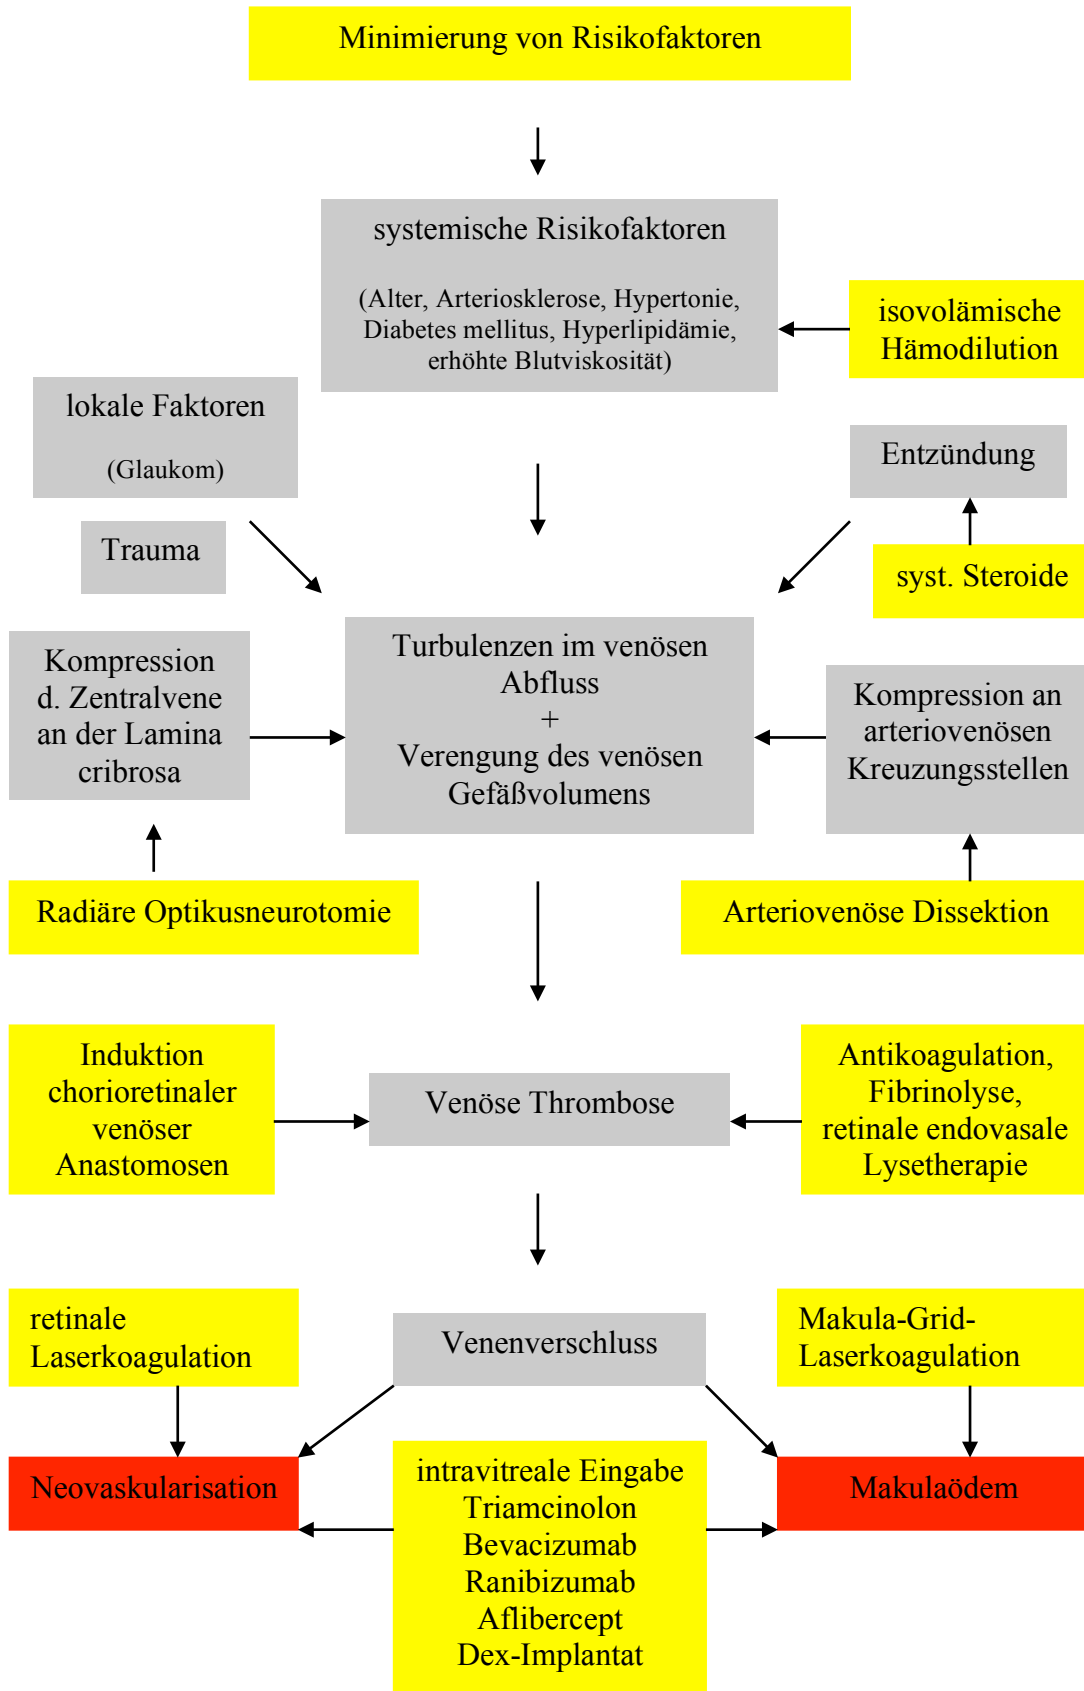 Minimierung von Risikofaktoren
systemische Risikofaktoren
(Alter, Arteriosklerose, Hypertonie,
Diabetes mellitus, Hyperlipidämie,
erhöhte Blutviskosität)
isovolämische
Hämodilution
lokale Faktoren
(Glaukom)
Entzündung
Trauma
syst. Steroide
Kompression
d. Zentralvene
an der Lamina
cribrosa
Turbulenzen im venösen
Abfluss
+
Verengung des venösen
Gefäßvolumens
Kompression an
arteriovenösen
Kreuzungsstellen
Radiäre Optikusneurotomie
Arteriovenöse Dissektion
Induktion
chorioretinaler
venöser
Anastomosen
Venöse Thrombose
Antikoagulation,
Fibrinolyse,
retinale endovasale
Lysetherapie
retinale
Laserkoagulation
Venenverschluss
Makula-Grid-
Laserkoagulation
Neovaskularisation
intravitreale Eingabe
Triamcinolon
Bevacizumab
Ranibizumab
Aflibercept
Dex-Implantat
Makulaödem